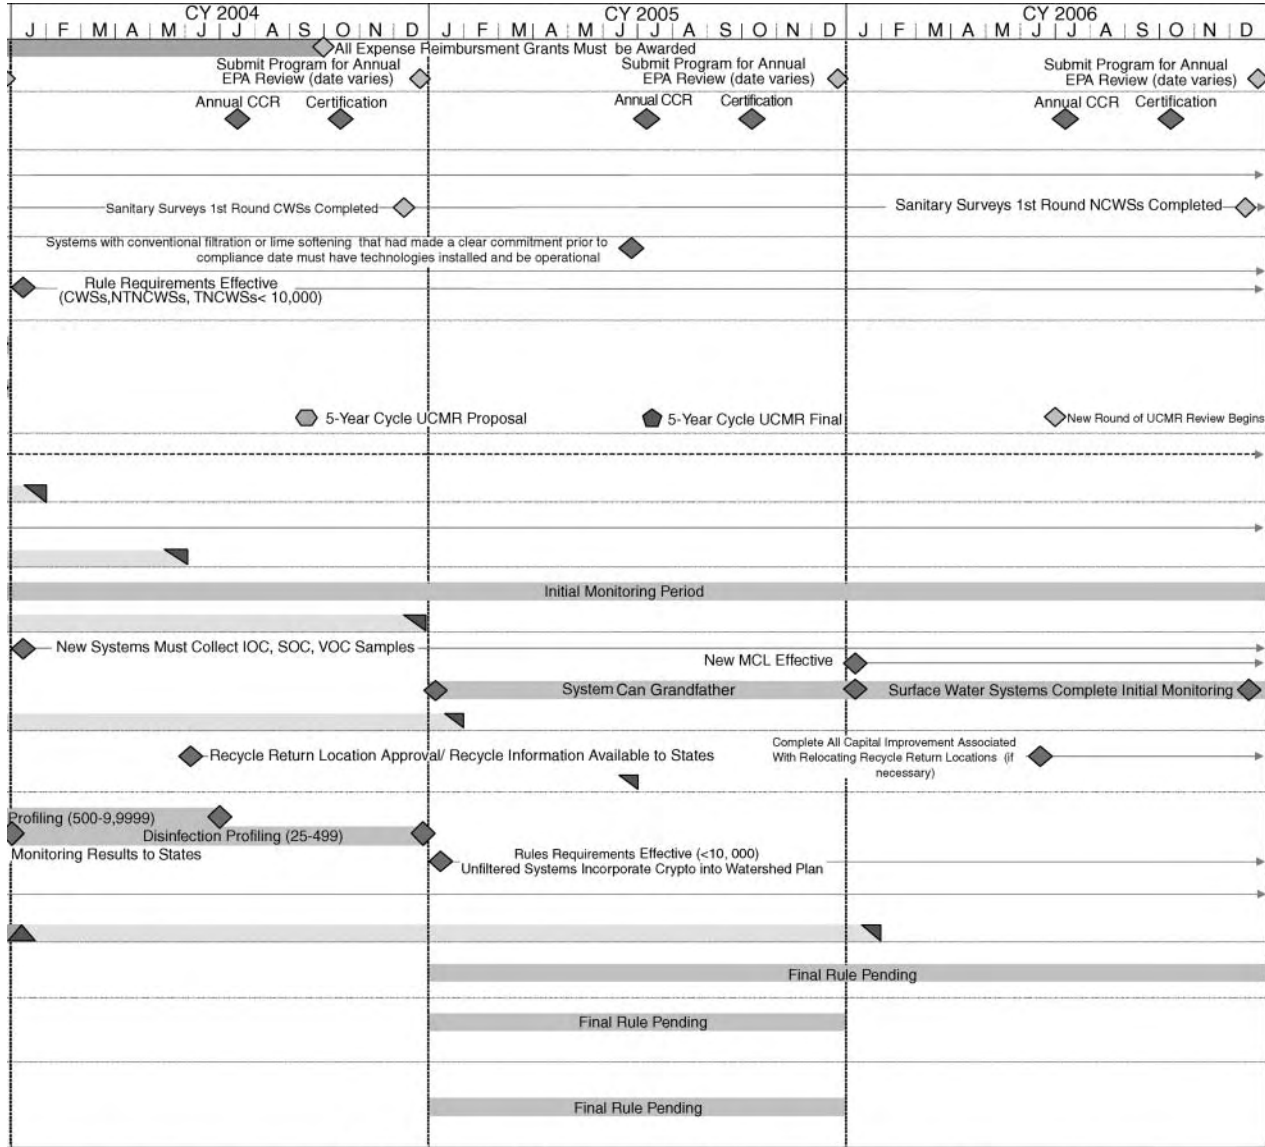 CY 2004 CY 2005 CY 2006
J F M A M J J A S O N D J F M A M J J A S O N D J F M A M J J A S O N D
All Expense Reimbursment Grants Must be Awarded
Submit Program for Annual
EPA Review (date varies)
Submit Program for Annual
EPA Review (date varies)
Submit Program for Annual
EPA Review (date varies)
Annual CCR Certification Annual CCR Certification Annual CCR Certification
Sanitary Surveys 1st Round CWSs Completed
Sanitary Surveys 1st Round NCWSs Completed
Systems with conventional filtration or lime softening that had made a clear commitment prior to
compliance date must have technologies installed and be operational
Rule Requirements Effective
(CWSs,NTNCWSs, TNCWSs< 10,000)
5-Year Cycle UCMR Proposal
5-Year Cycle UCMR Final
New Round of UCMR Review Begins
Initial Monitoring Period
New Systems Must Collect IOC, SOC, VOC Samples
New MCL Effective
System Can Grandfather
Surface Water Systems Complete Initial Monitoring
Recycle Return Location Approval/ Recycle Information Available to States
Complete All Capital Improvement Associated
With Relocating Recycle Return Locations (if
necessary)
Profiling (500-9,9999)
Disinfection Profiling (25-499)
Monitoring Results to States
Rules Requirements Effective (<10, 000)
Unfiltered Systems Incorporate Crypto into Watershed Plan
Final Rule Pending
Final Rule Pending
Final Rule Pending